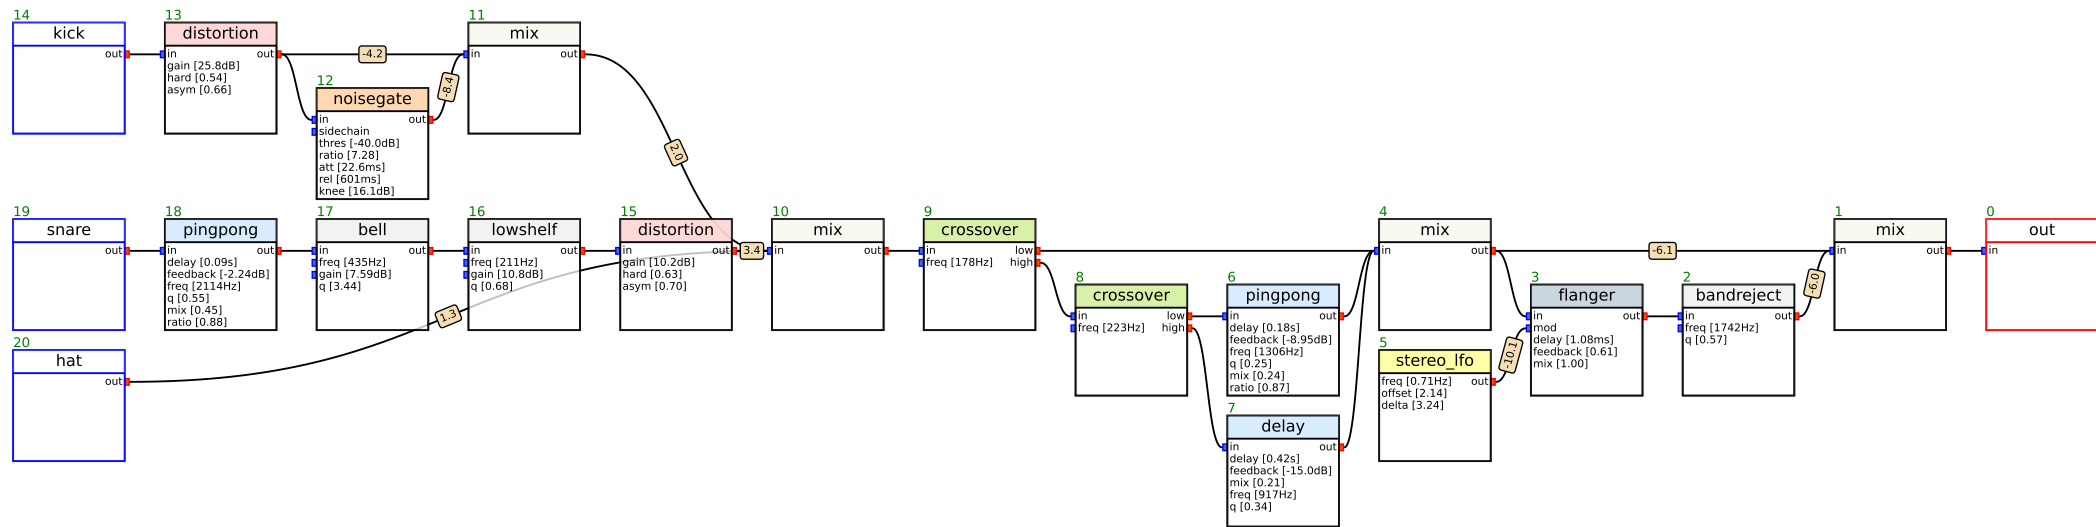 14
kick
out
13
distortion
in out
gain [25.8dB]
hard [0.54]
asym [0.66]
-4.2
12
noisegate
in out
sidechain
thres [-40.0dB]
ratio [7.28]
att [22.6ms]
rel [601ms]
knee [16.1dB]
-8.4
11
mix
in out
2.0
19
snare
out
18
pingpong
in out
delay [0.09s]
feedback [-2.24dB]
freq [2114Hz]
q [0.55]
mix [0.45]
ratio [0.88]
17
bell
in out
freq [435Hz]
gain [7.59dB]
q [3.44]
16
lowshelf
in out
freq [211Hz]
gain [10.8dB]
q [0.68]
15
distortion
in out
gain [10.2dB]
hard [0.63]
asym [0.70]
3.4
20
hat
out
1.3
10
mix
in out
9
crossover
in low
freq [178Hz] high
8
crossover
in low
freq [223Hz] high
6
pingpong
in out
delay [0.18s]
feedback [-8.95dB]
freq [1306Hz]
q [0.25]
mix [0.24]
ratio [0.87]
7
delay
in out
delay [0.42s]
feedback [-15.0dB]
mix [0.21]
freq [917Hz]
q [0.34]
4
mix
in out
-6.1
5
stereo_lfo
freq [0.71Hz] out
offset [2.14]
delta [3.24]
-10.1
3
flanger
in out
mod
delay [1.08ms]
feedback [0.61]
mix [1.00]
2
bandreject
in out
freq [1742Hz]
q [0.57]
-6.0
1
mix
in out
0
out
in